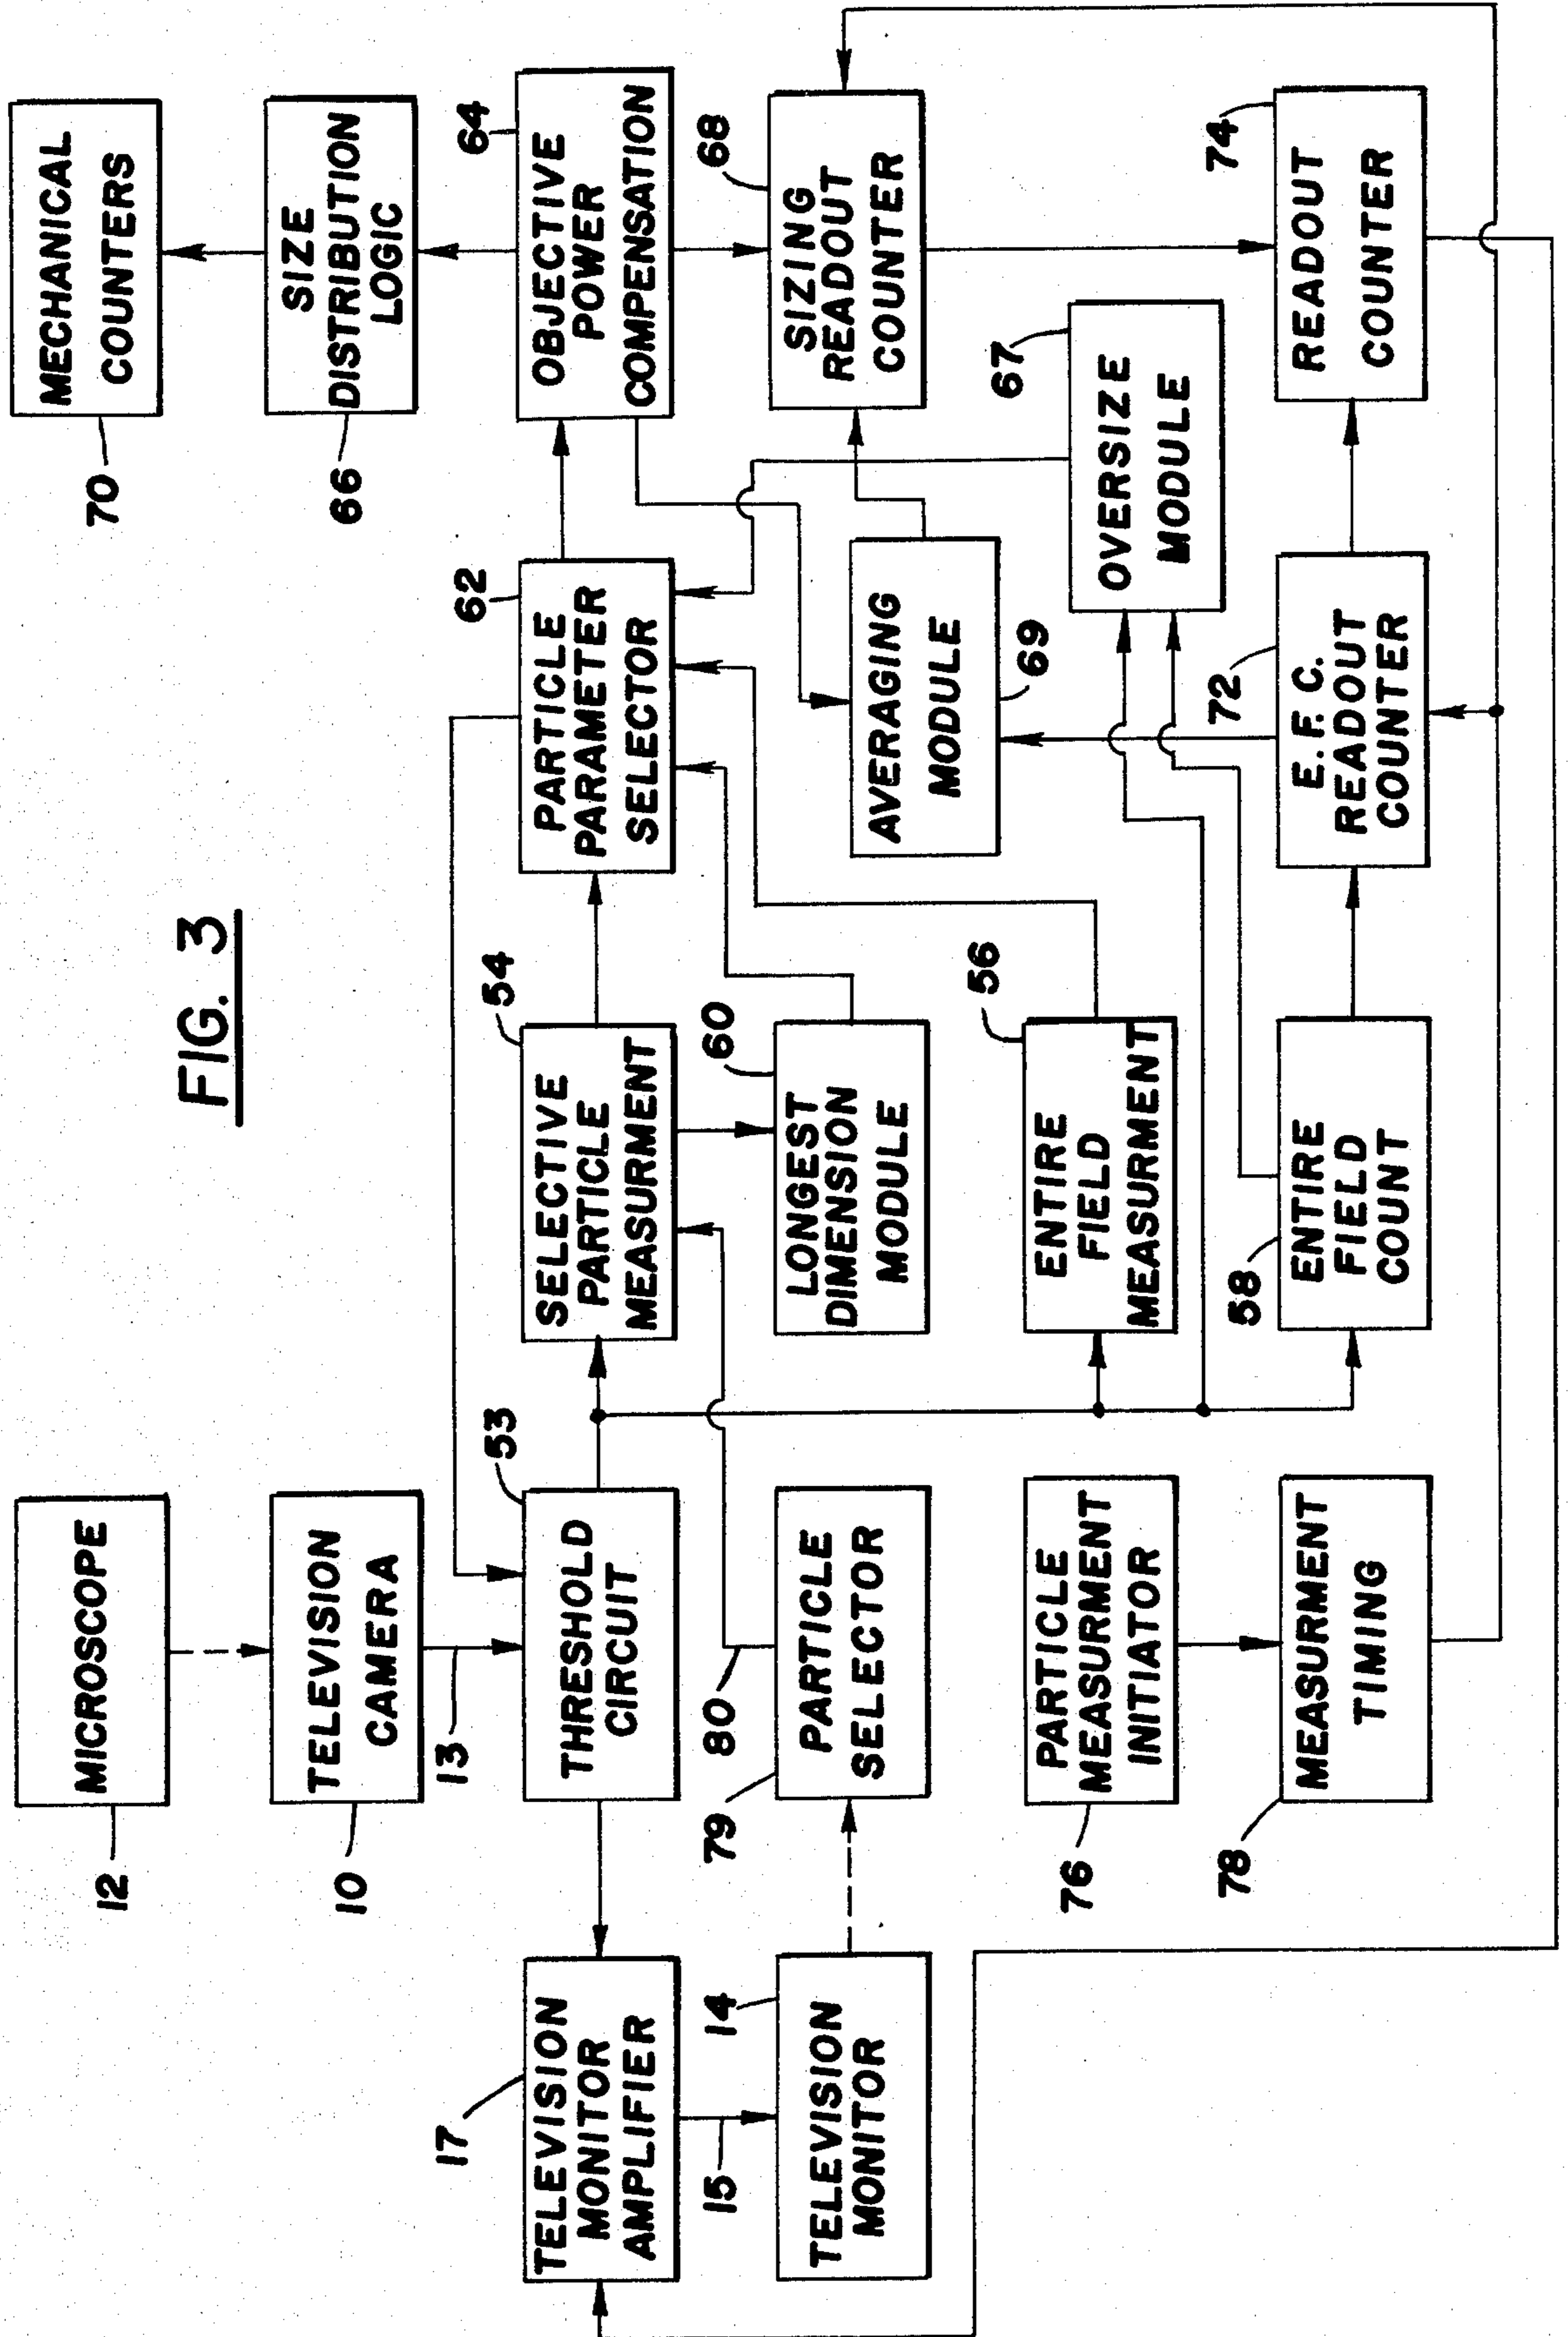 FIG. 3
12
MICROSCOPE
10
TELEVISION
CAMERA
13
17
TELEVISION
MONITOR
AMPLIFIER
15
14
TELEVISION
MONITOR
53
THRESHOLD
CIRCUIT
80
79
PARTICLE
SELECTOR
76
PARTICLE
MEASURMENT
INITIATOR
78
MEASURMENT
TIMING
54
SELECTIVE
PARTICLE
MEASURMENT
60
LONGEST
DIMENSION
MODULE
56
ENTIRE
FIELD
MEASURMENT
58
ENTIRE
FIELD
COUNT
62
PARTICLE
PARAMETER
SELECTOR
AVERAGING
MODULE
69
67
OVERSIZE
MODULE
72
E. F. C.
READOUT
COUNTER
70
MECHANICAL
COUNTERS
66
SIZE
DISTRIBUTION
LOGIC
64
OBJECTIVE
POWER
COMPENSATION
68
SIZING
READOUT
COUNTER
74
READOUT
COUNTER